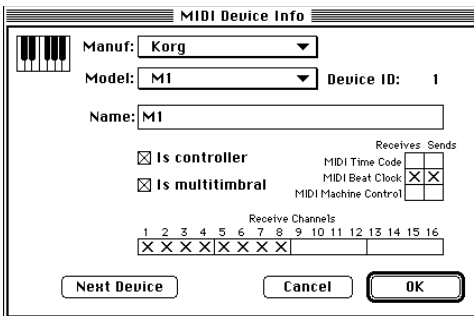 MIDI Device Info
Manuf: Korg
Model: M1 Device ID: 1
Name: M1
Is controller
Is multitimbral
Receives Sends
MIDI Time Code
MIDI Beat Clock
MIDI Machine Control
Receive Channels
1 2 3 4 5 6 7 8 9 10 11 12 13 14 15 16
Next Device Cancel OK